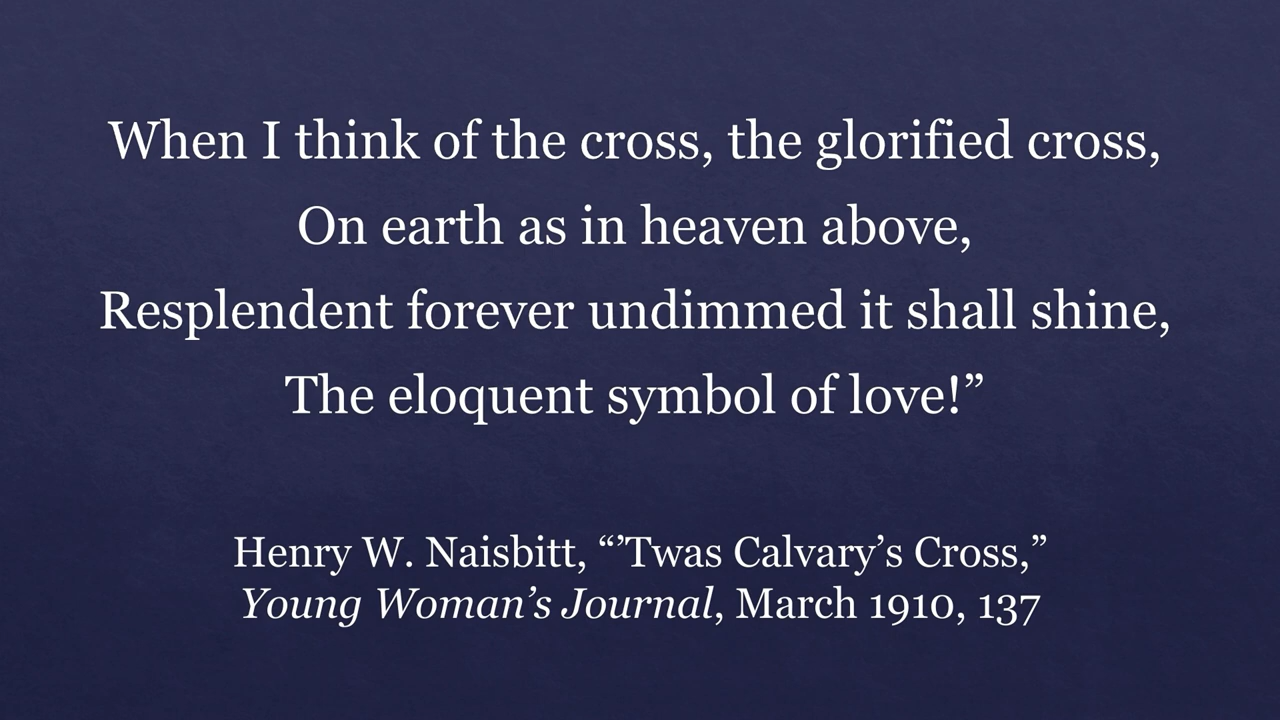 When I think of the cross, the glorified cross,
On earth as in heaven above,
Resplendent forever undimmed it shall shine,
The eloquent symbol of love!”
Henry W. Naisbitt, “’Twas Calvary’s Cross,”
Young Woman’s Journal, March 1910, 137